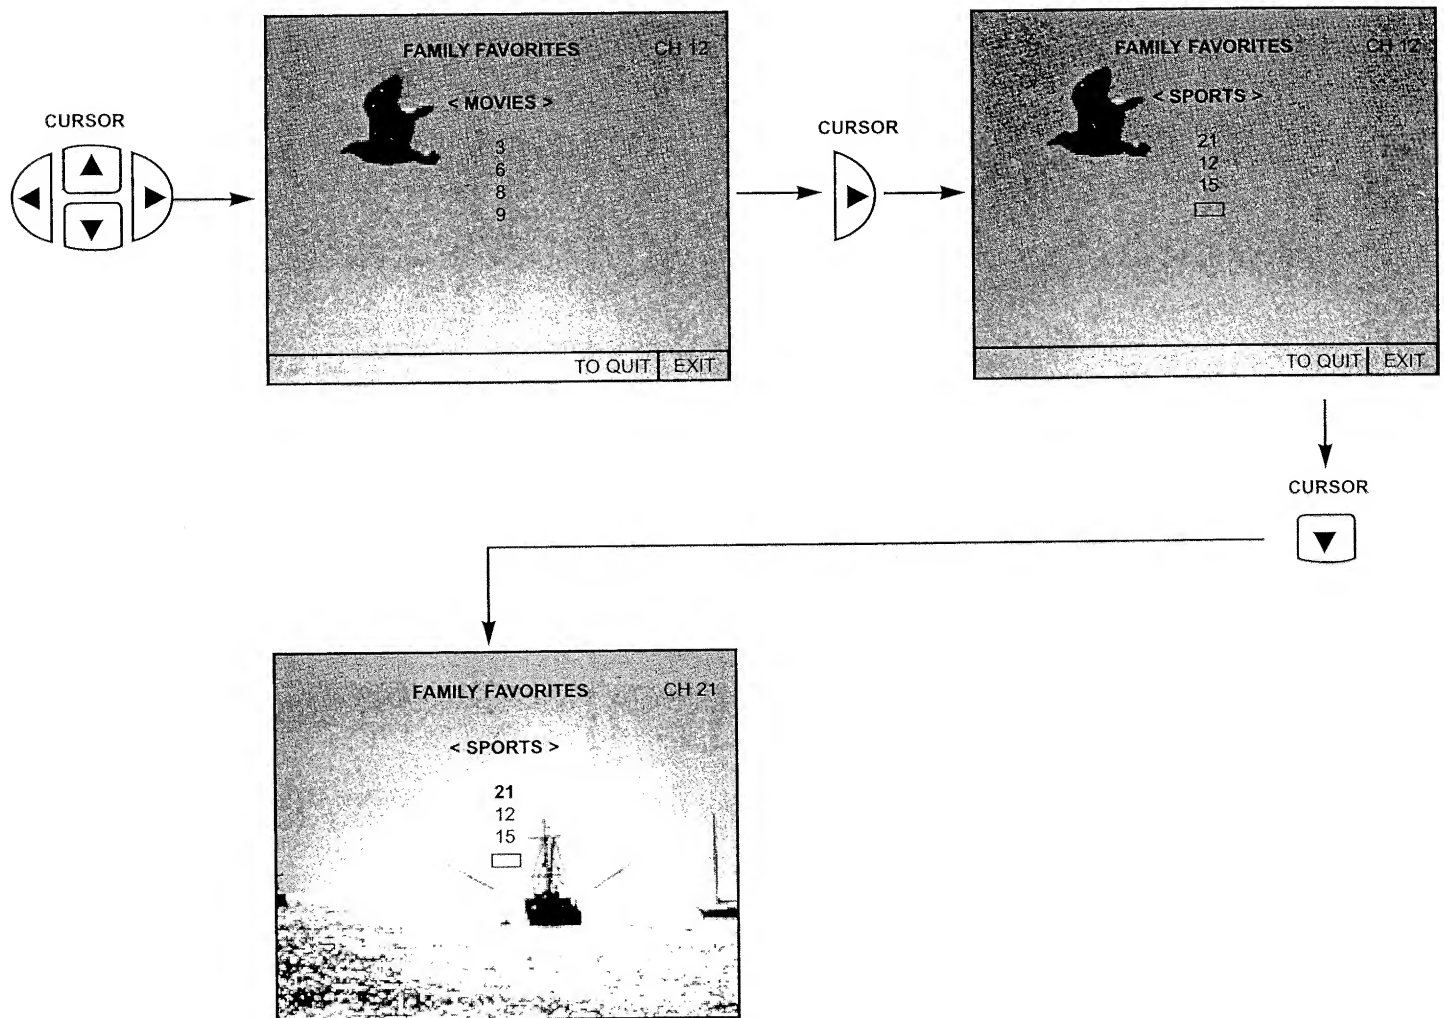 CURSOR
FAMILY FAVORITES CH 12
< MOVIES >
3
6
8
9
TO QUIT EXIT
CURSOR
FAMILY FAVORITES CH 12
< SPORTS >
21
12
15
TO QUIT EXIT
CURSOR
FAMILY FAVORITES CH 21
< SPORTS >
21
12
15